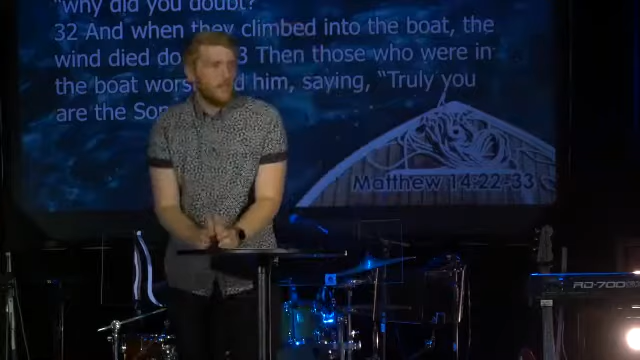 "why did you doubt?"
32 And when they climbed into the boat, the
wind died do 3 Then those who were in
the boat wors d him, saying, "Truly you
are the Son
Matthew 14:22-33
RD-700